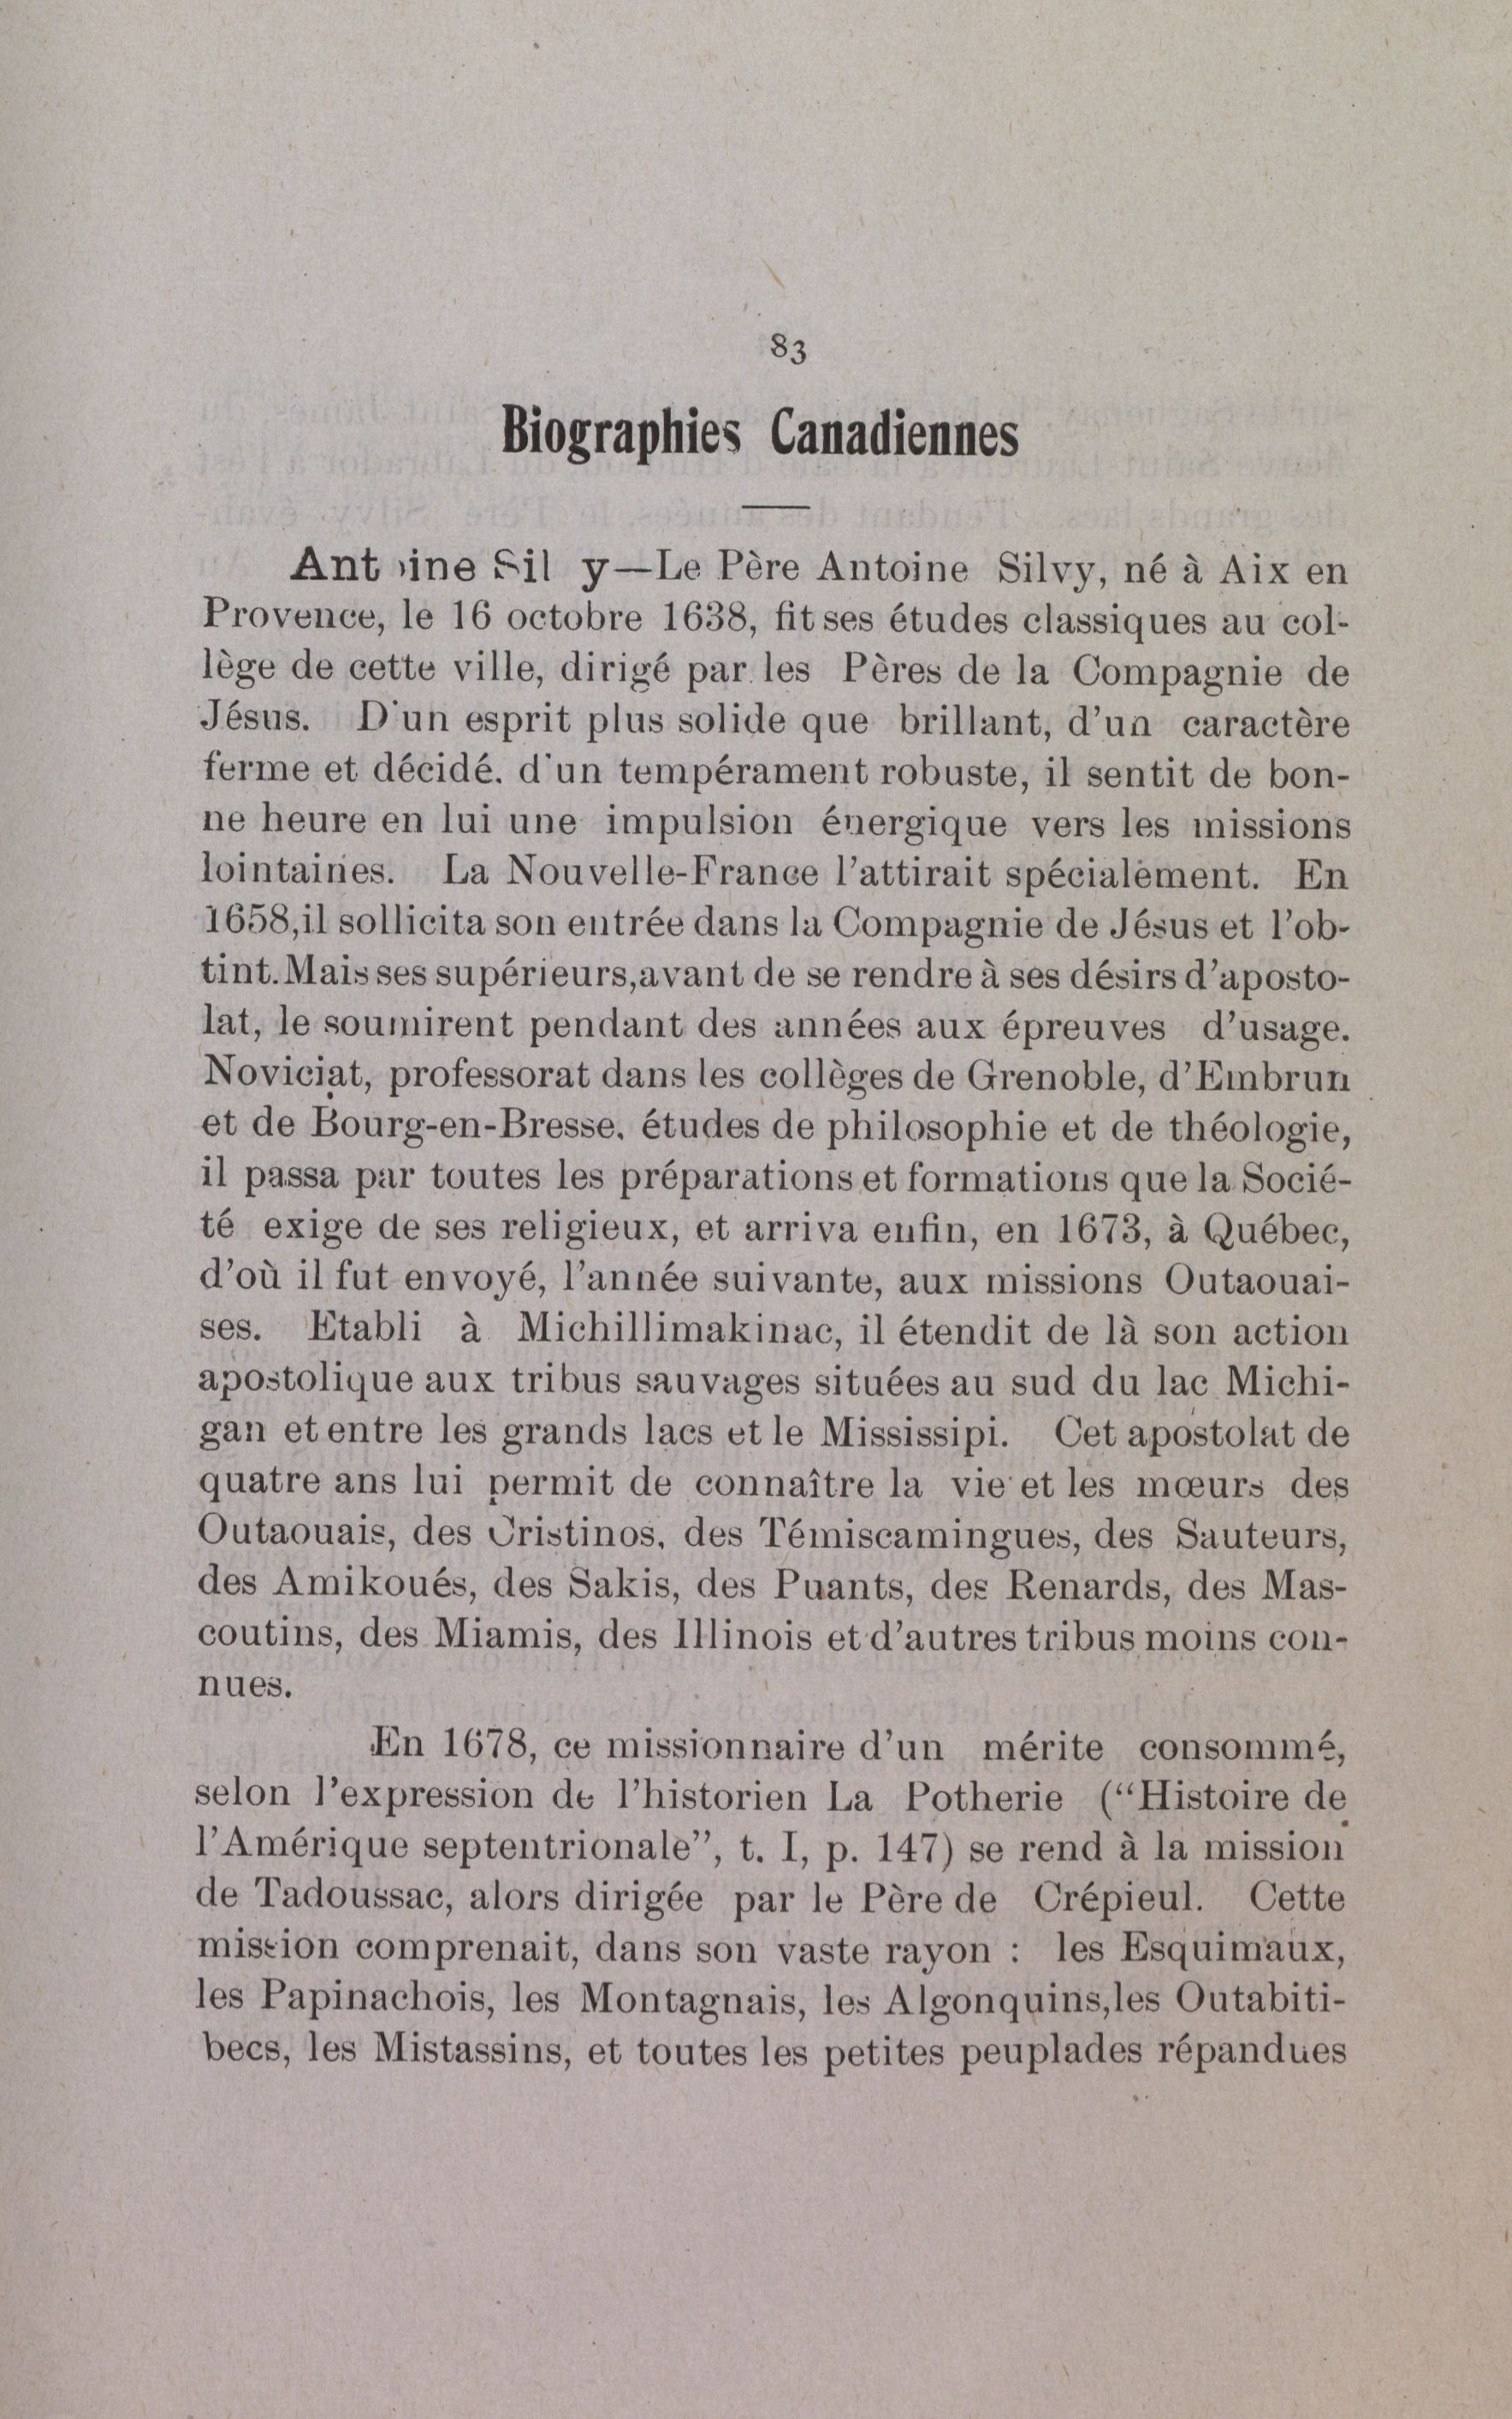 83
Biographies Canadiennes
Antoine Sil y—Le Père Antoine Silvy, né à Aix en
Provence, le 16 octobre 1638, fit ses études classiques au col-
lège de cette ville, dirigé par les Pères de la Compagnie de
Jésus. D'un esprit plus solide que brillant, d'un caractère
ferme et décidé. d'un tempérament robuste, il sentit de bon-
ne heure en lui une impulsion énergique vers les missions
lointaines. La Nouvelle-France l'attirait spécialement. En
1658,il sollicita son entrée dans la Compagnie de Jésus et l'ob-
tint. Mais ses supérieurs,avant de se rendre à ses désirs d'aposto-
lat, le soumirent pendant des années aux épreuves d'usage.
Noviciat, professorat dans les collèges de Grenoble, d'Embrun
et de Bourg-en-Bresse, études de philosophie et de théologie,
il passa par toutes les préparations et formations que la Socié-
té exige de ses religieux, et arriva enfin, en 1673, à Québec,
d'où il fut envoyé, l'année suivante, aux missions Outaouai-
ses. Etabli à Michillimakinac, il étendit de là son action
apostolique aux tribus sauvages situées au sud du lac Michi-
gan et entre les grands lacs et le Mississipi. Cet apostolat de
quatre ans lui permit de connaître la vie et les mœurs des
Outaouais, des Cristinos, des Témiscamingues, des Sauteurs,
des Amikoués, des Sakis, des Puants, des Renards, des Mas-
coutins, des Miamis, des Illinois et d'autres tribus moins con-
nues.
En 1678, ce missionnaire d'un mérite consommé,
selon l'expression de l'historien La Potherie ("Histoire de
l'Amérique septentrionale", t. I, p. 147) se rend à la mission
de Tadoussac, alors dirigée par le Père de Crépieul. Cette
mission comprenait, dans son vaste rayon : les Esquimaux,
les Papinachois, les Montagnais, les Algonquins,les Outabiti-
becs, les Mistassins, et toutes les petites peuplades répandues